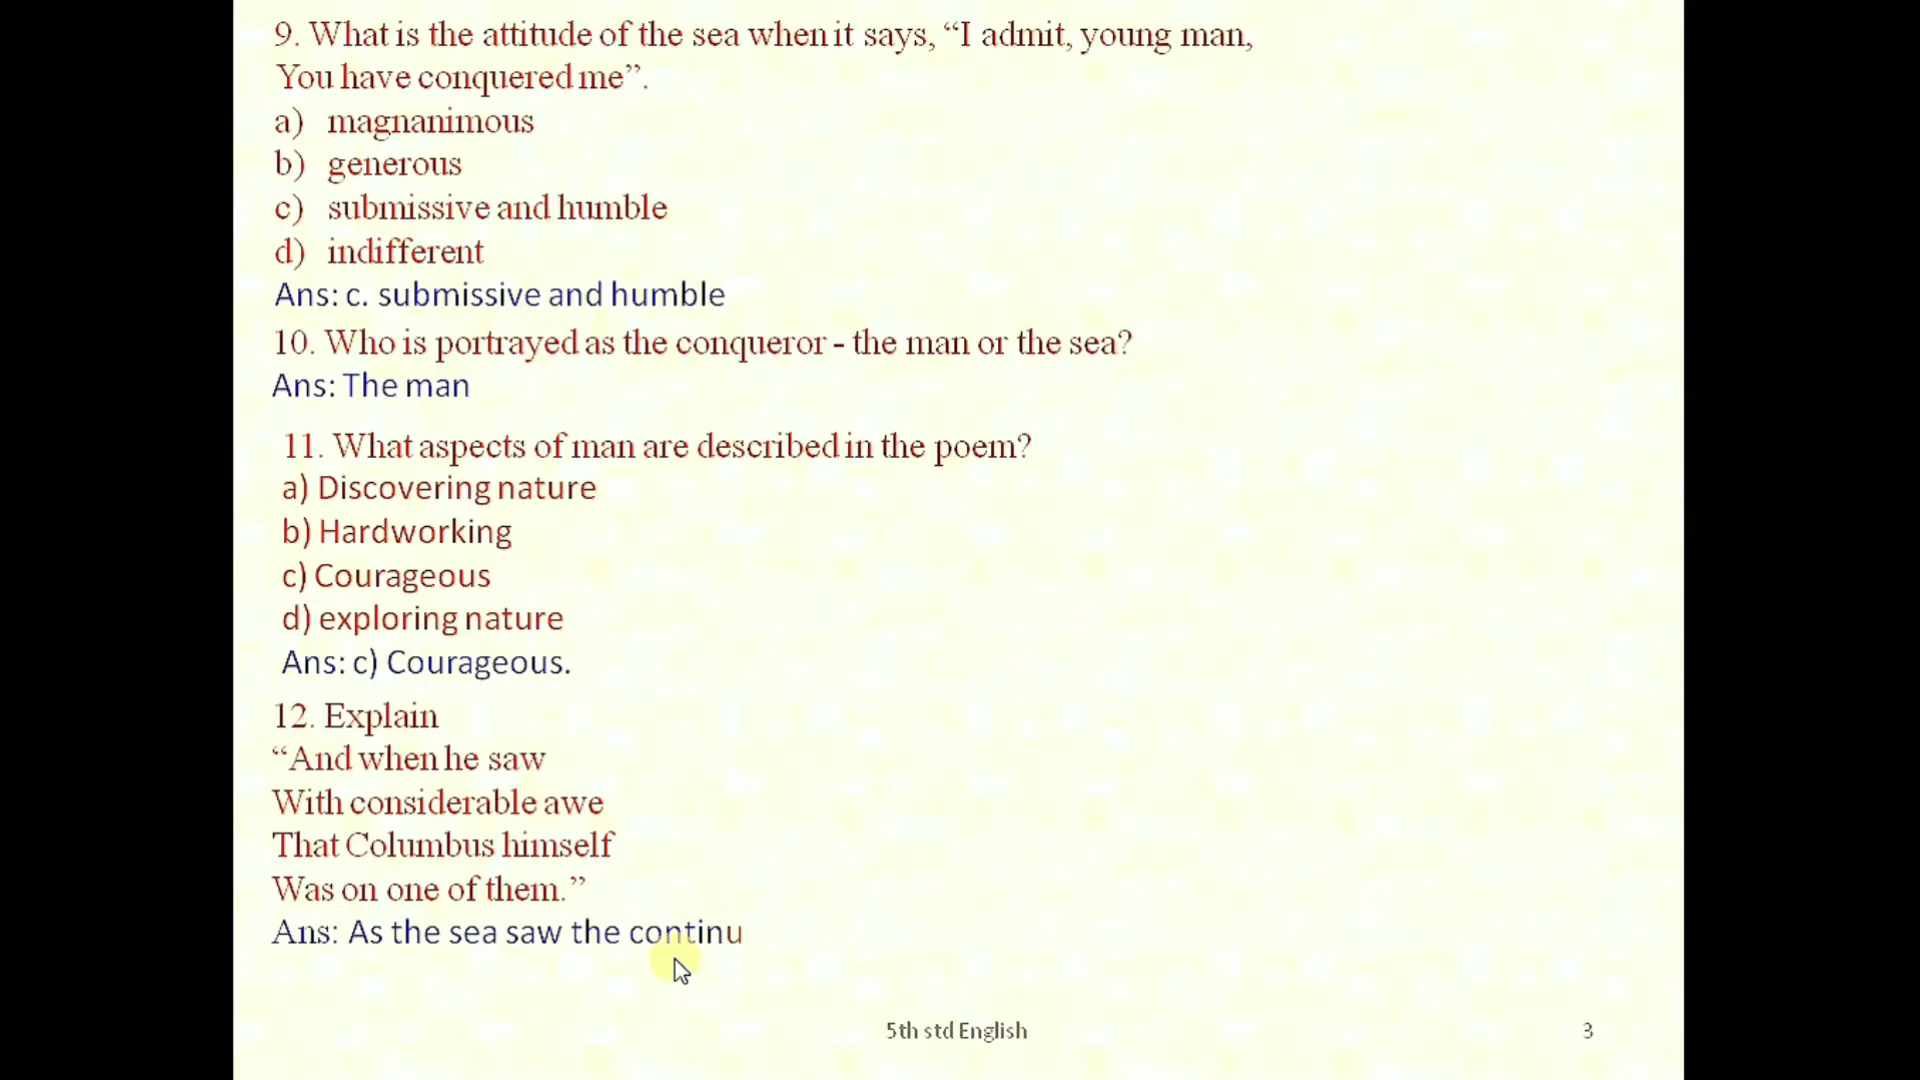 9. What is the attitude of the sea when it says, “I admit, young man,
You have conquered me”.
a) magnanimous
b) generous
c) submissive and humble
d) indifferent
Ans: c. submissive and humble
10. Who is portrayed as the conqueror - the man or the sea?
Ans: The man
11. What aspects of man are described in the poem?
a) Discovering nature
b) Hardworking
c) Courageous
d) exploring nature
Ans: c) Courageous.
12. Explain
“And when he saw
With considerable awe
That Columbus himself
Was on one of them.”
Ans: As the sea saw the continu
5th std English
3